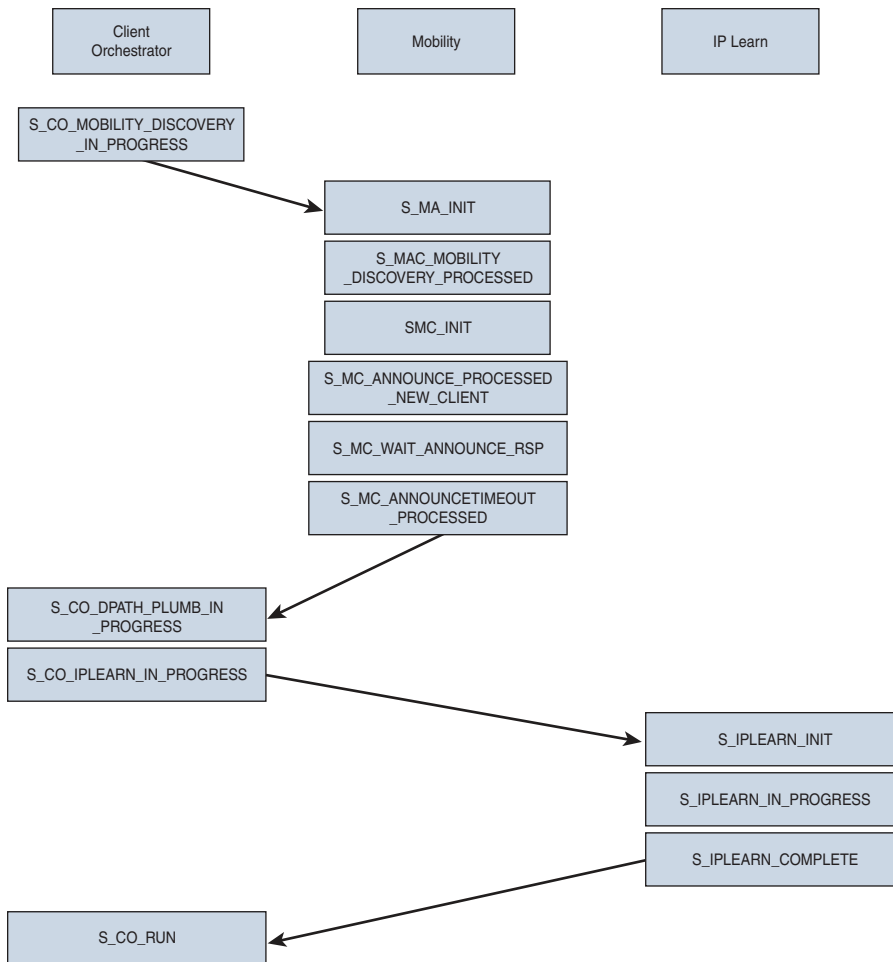 Client
Orchestrator
Mobility
IP Learn
S_CO_MOBILITY_DISCOVERY
_IN_PROGRESS
S_MA_INIT
S_MAC_MOBILITY
_DISCOVERY_PROCESSED
SMC_INIT
S_MC_ANNOUNCE_PROCESSED
_NEW_CLIENT
S_MC_WAIT_ANNOUNCE_RSP
S_MC_ANNOUNCETIMEOUT
_PROCESSED
S_CO_DPATH_PLUMB_IN
_PROGRESS
S_CO_IPLEARN_IN_PROGRESS
S_IPLEARN_INIT
S_IPLEARN_IN_PROGRESS
S_IPLEARN_COMPLETE
S_CO_RUN